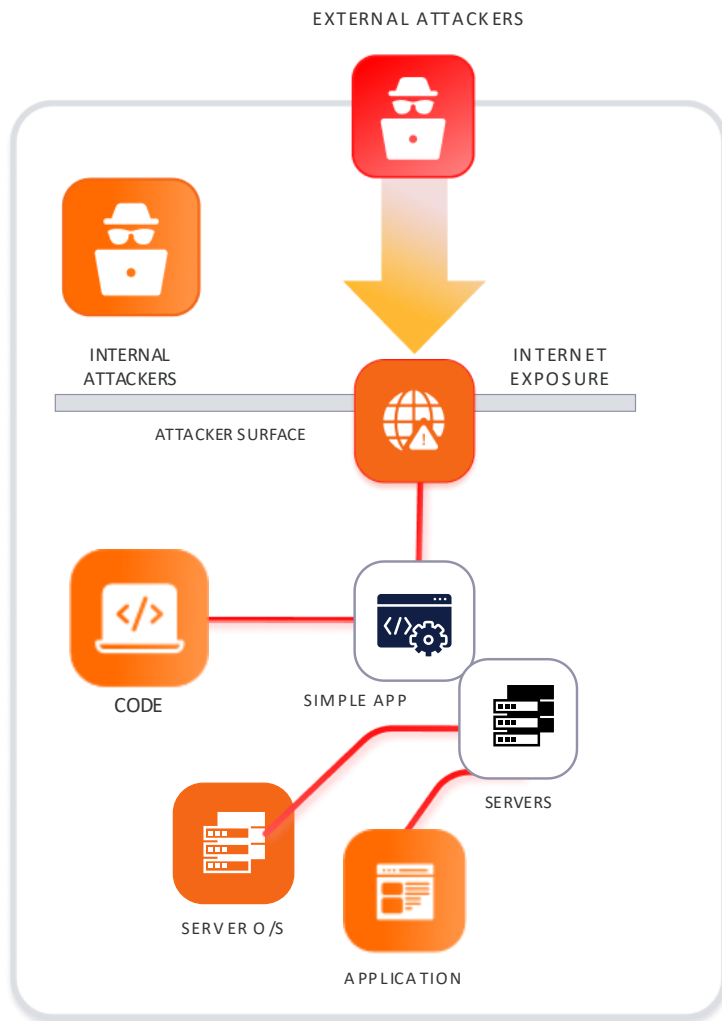 EXTERNAL ATTACKERS
INTERNAL
ATTACKERS
INTERNET
EXPOSURE
ATTACKER SURFACE
</>
</>
CODE
SIMPLE APP
SERVERS
SERVER O/S
APPLICATION